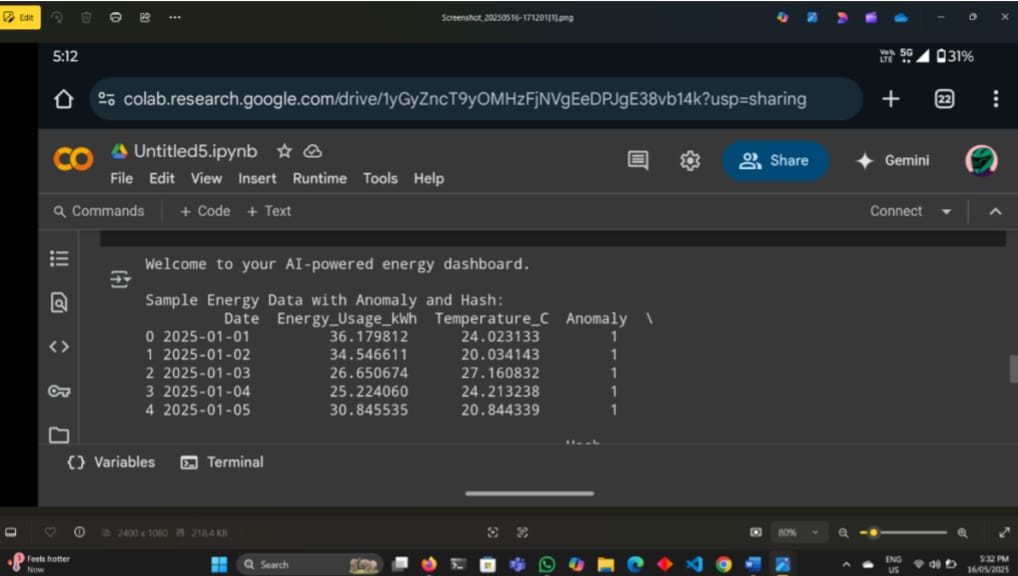 Edit
Screenshot_20250516-171201[1].png
5:12
Vo) LTE 5G 31%
colab.research.google.com/drive/1yGyZncT9yOMHzFjNVgEeDPJgE38vb14k?usp=sharing
22
Untitled5.ipynb
Share
Gemini
File Edit View Insert Runtime Tools Help
Commands + Code + Text
Connect
Welcome to your AI-powered energy dashboard.
Sample Energy Data with Anomaly and Hash:
Date Energy_Usage_kWh Temperature_C Anomaly \
0 2025-01-01 36.179812 24.023133 1
1 2025-01-02 34.546611 20.034143 1
2 2025-01-03 26.650674 27.160832 1
3 2025-01-04 25.224060 24.213238 1
4 2025-01-05 30.845535 20.844339 1
Variables Terminal
2400 x 1080 218.4 KB
80%
Feels hotter
Now
Search
ENG
US
5:32 PM
16/05/2025